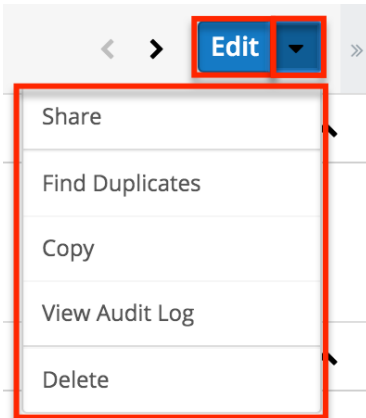 Edit
Share
Find Duplicates
Copy
View Audit Log
Delete